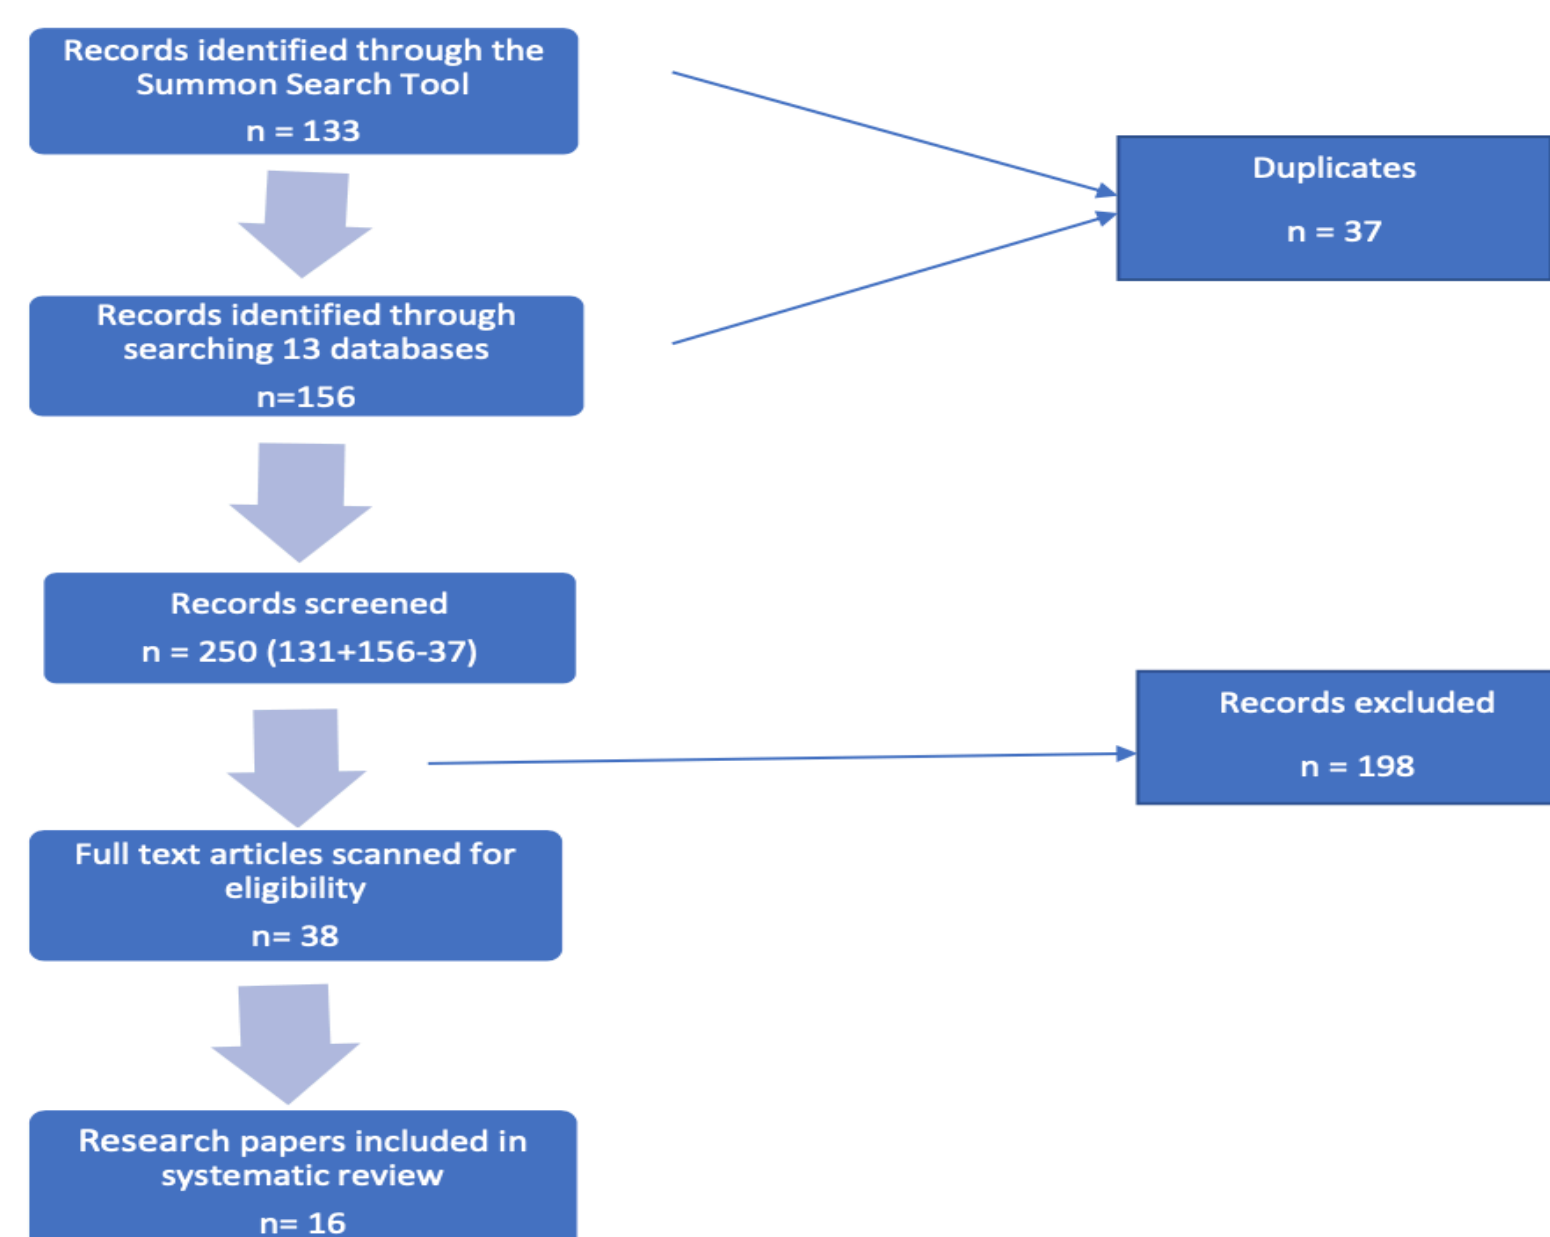 Records identified through the
Summon Search Tool
n = 133
Duplicates
n = 37
Records identified through
searching 13 databases
n=156
Records screened
n = 250 (131+156-37)
Records excluded
n = 198
Full text articles scanned for
eligibility
n= 38
Research papers included in
systematic review
n= 16